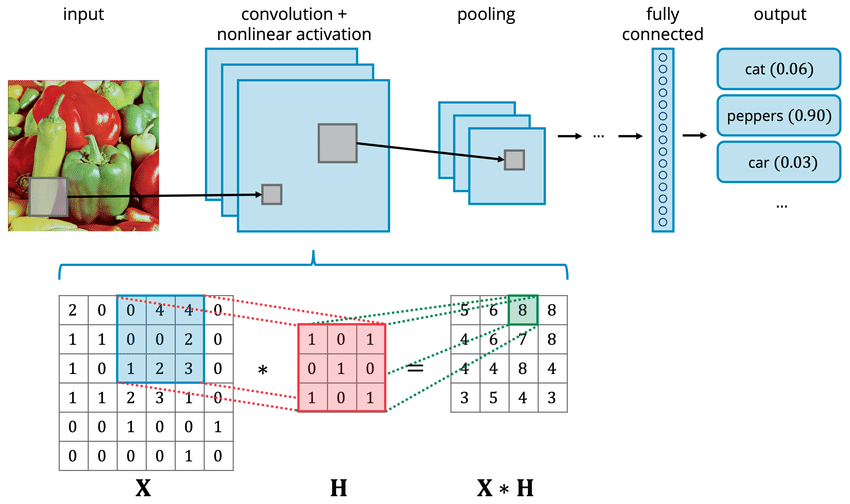 input
convolution +
nonlinear activation
pooling
fully
connected
output
cat (0.06)
peppers (0.90)
car (0.03)
...
...
2 0 0 4 4 0
1 1 0 0 2 0
1 0 1 2 3 0
1 1 2 3 1 0
0 0 1 0 0 1
0 0 0 0 1 0
*
1 0 1
0 1 0
1 0 1
=
5 6 8 8
4 6 7 8
4 4 8 4
3 5 4 3
X
H
X * H